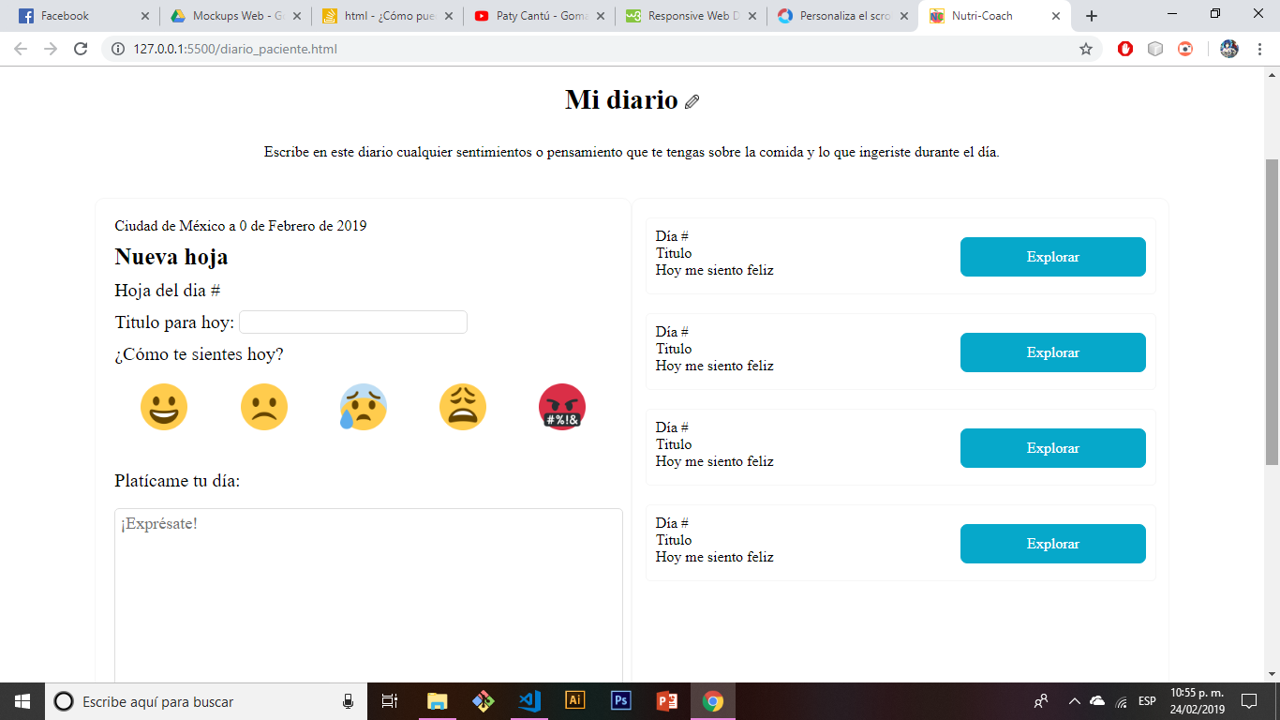 Facebook
Mockups Web - G
html - ¿Cómo pue
Paty Cantú - Goma
Responsive Web D
Personaliza el scro
Nutri-Coach
127.0.0.1:5500/diario_paciente.html
Mi diario
Escribe en este diario cualquier sentimientos o pensamiento que te tengas sobre la comida y lo que ingeriste durante el día.
Ciudad de México a 0 de Febrero de 2019
Nueva hoja
Hoja del dia #
Titulo para hoy:
¿Cómo te sientes hoy?
#%!&
Platícame tu día:
¡Exprésate!
Día #
Titulo
Hoy me siento feliz
Explorar
Día #
Titulo
Hoy me siento feliz
Explorar
Día #
Titulo
Hoy me siento feliz
Explorar
Día #
Titulo
Hoy me siento feliz
Explorar
Escribe aquí para buscar
Ai
Ps
ESP
10:55 p. m.
24/02/2019